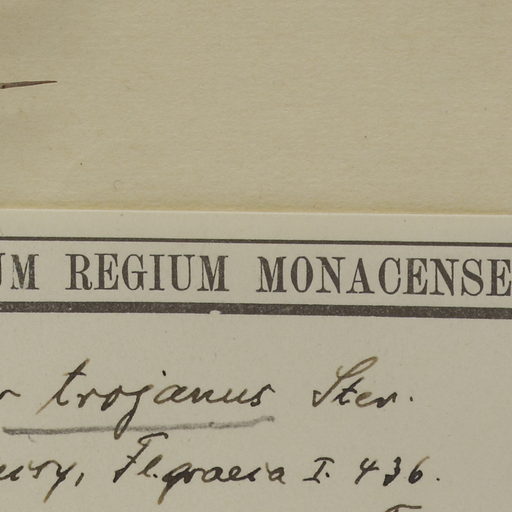 UM REGIUM MONACENSE
r trojanus Stev.
Fl. graeca I. 436.